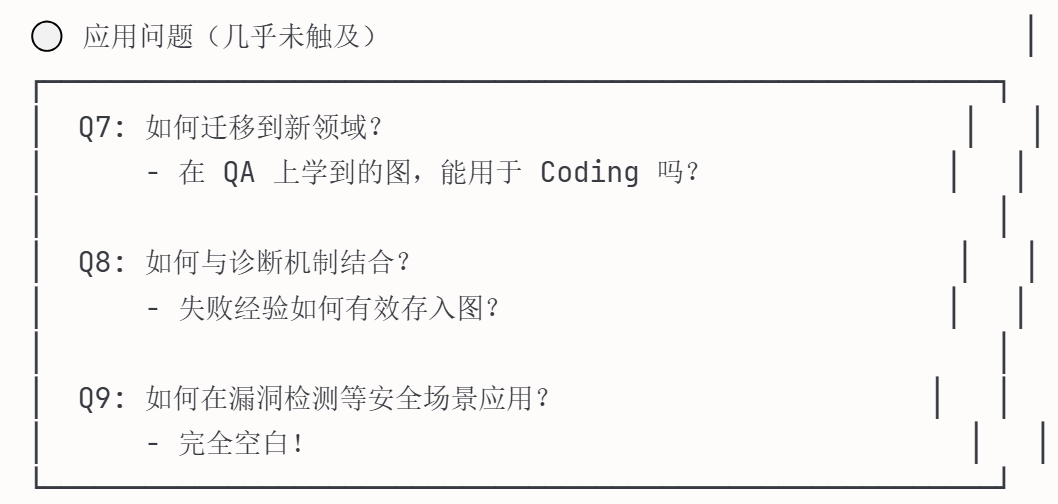 应用问题（几乎未触及）
Q7: 如何迁移到新领域？
- 在 QA 上学到的图，能用于 Coding 吗？
Q8: 如何与诊断机制结合？
- 失败经验如何有效存入图？
Q9: 如何在漏洞检测等安全场景应用？
- 完全空白！